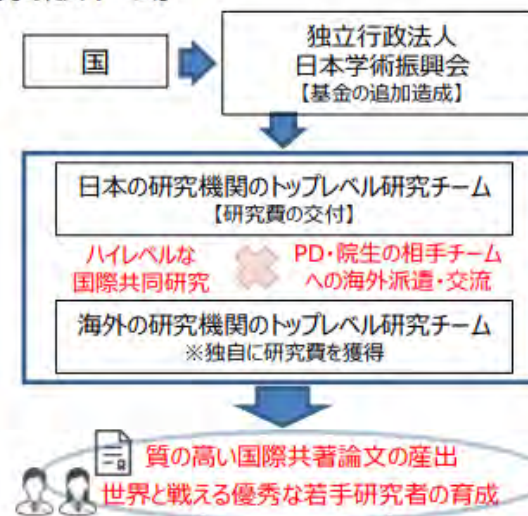 国
独立行政法人
日本学術振興会
【基金の追加造成】
日本の研究機関のトップレベル研究チーム
【研究費の交付】
ハイレベルな
国際共同研究
PD・院生の相手チーム
への海外派遣・交流
海外の研究機関のトップレベル研究チーム
※独自に研究費を獲得
質の高い国際共著論文の産出
世界と戦える優秀な若手研究者の育成